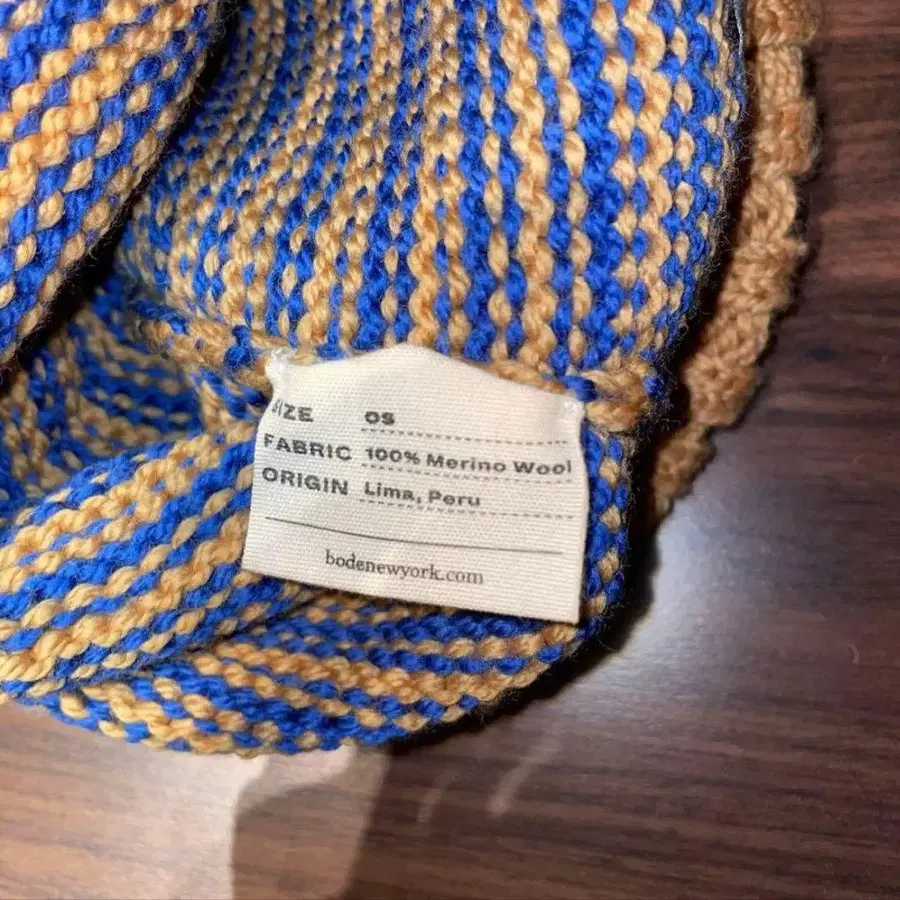 SIZE os
FABRIC 100% Merino Wool
ORIGIN Lima, Peru
bodenewyork.com